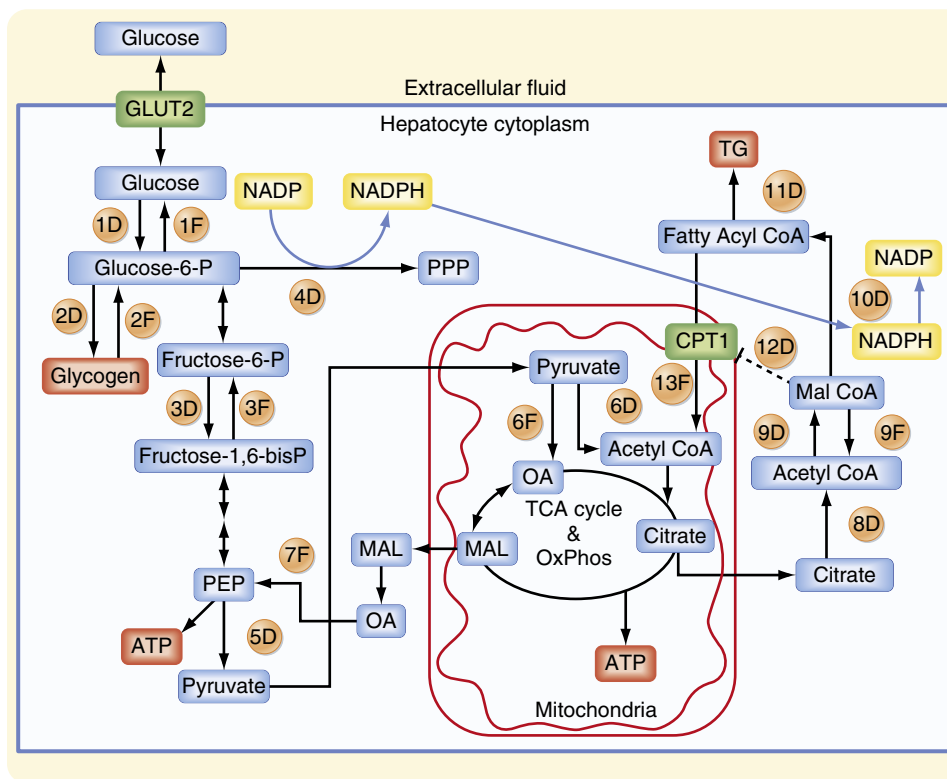 Glucose
Extracellular fluid
GLUT2
Hepatocyte cytoplasm
TG
Glucose
NADP
NADPH
11D
1D
1F
Fatty Acyl CoA
NADP
Glucose-6-P
PPP
4D
10D
2D
2F
NADPH
CPT1
12D
Fructose-6-P
Pyruvate
Glycogen
13F
Mal CoA
3D
3F
6F
6D
9D
9F
Fructose-1,6-bisP
Acetyl CoA
Acetyl CoA
OA
TCA cycle
&
OxPhos
Citrate
8D
7F
MAL
MAL
PEP
Citrate
OA
5D
ATP
ATP
Pyruvate
Mitochondria